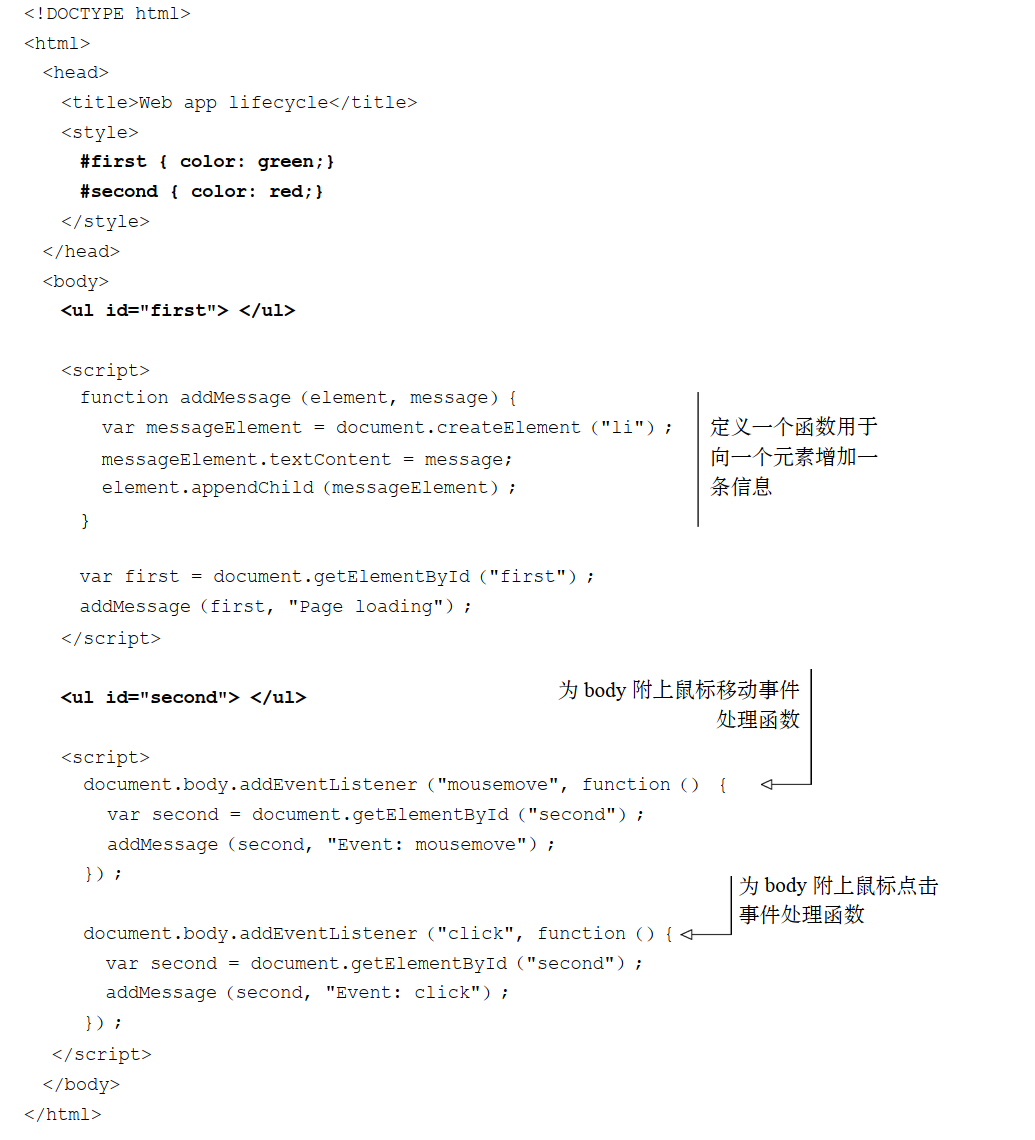 <!DOCTYPE html>
<html>
<head>
<title>Web app lifecycle</title>
<style>
#first { color: green;}
#second { color: red;}
</style>
</head>
<body>
<ul id="first"> </ul>
<script>
function addMessage (element, message) {
var messageElement = document.createElement ("li") ;
messageElement.textContent = message;
element.appendChild (messageElement) ;
}
定义一个函数用于
向一个元素增加一
条信息
var first = document.getElementById ("first") ;
addMessage (first, "Page loading") ;
</script>
<ul id="second"> </ul>
为 body 附上鼠标移动事件
处理函数
<script>
document.body.addEventListener ("mousemove", function () {
var second = document.getElementById ("second") ;
addMessage (second, "Event: mousemove") ;
}) ;
为 body 附上鼠标点击
事件处理函数
document.body.addEventListener ("click", function () {
var second = document.getElementById ("second") ;
addMessage (second, "Event: click") ;
}) ;
</script>
</body>
</html>